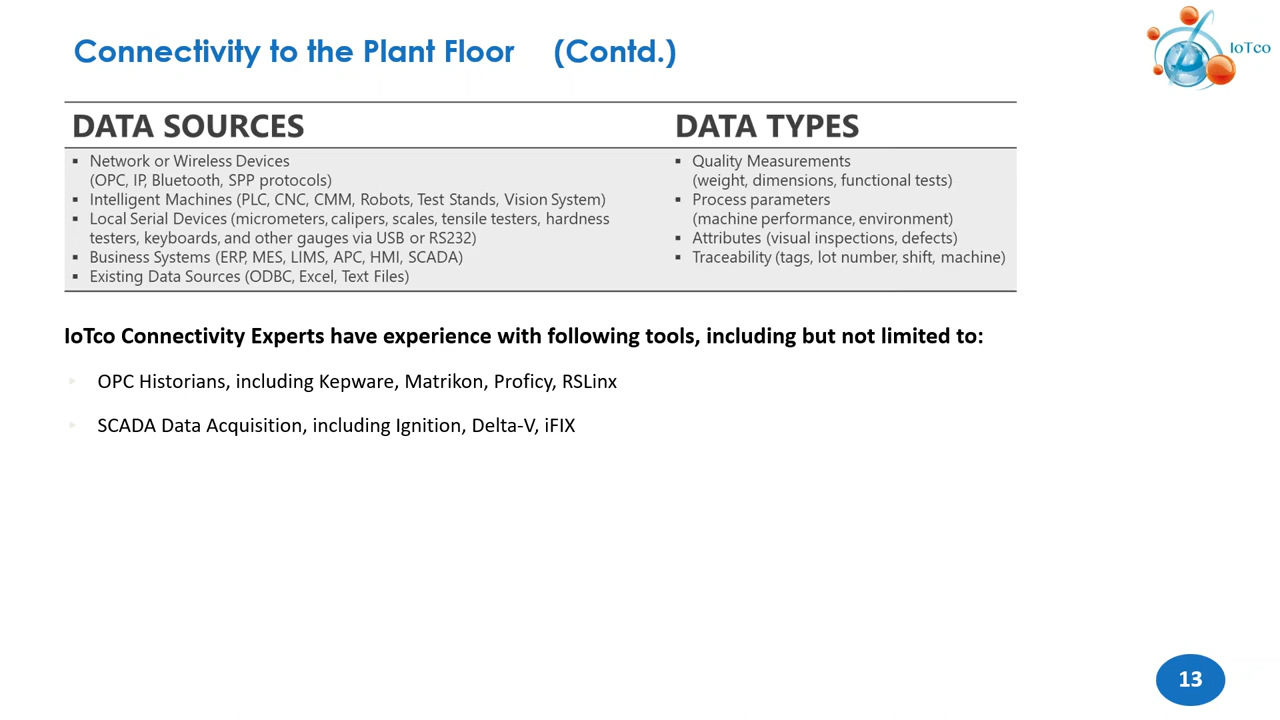 Connectivity to the Plant Floor (Contd.)
IoTco
DATA SOURCES
▪ Network or Wireless Devices
(OPC, IP, Bluetooth, SPP protocols)
▪ Intelligent Machines (PLC, CNC, CMM, Robots, Test Stands, Vision System)
▪ Local Serial Devices (micrometers, calipers, scales, tensile testers, hardness
testers, keyboards, and other gauges via USB or RS232)
▪ Business Systems (ERP, MES, LIMS, APC, HMI, SCADA)
▪ Existing Data Sources (ODBC, Excel, Text Files)
DATA TYPES
▪ Quality Measurements
(weight, dimensions, functional tests)
▪ Process parameters
(machine performance, environment)
▪ Attributes (visual inspections, defects)
▪ Traceability (tags, lot number, shift, machine)
IoTco Connectivity Experts have experience with following tools, including but not limited to:
OPC Historians, including Kepware, Matrikon, Proficy, RSLinx
SCADA Data Acquisition, including Ignition, Delta-V, iFIX
13